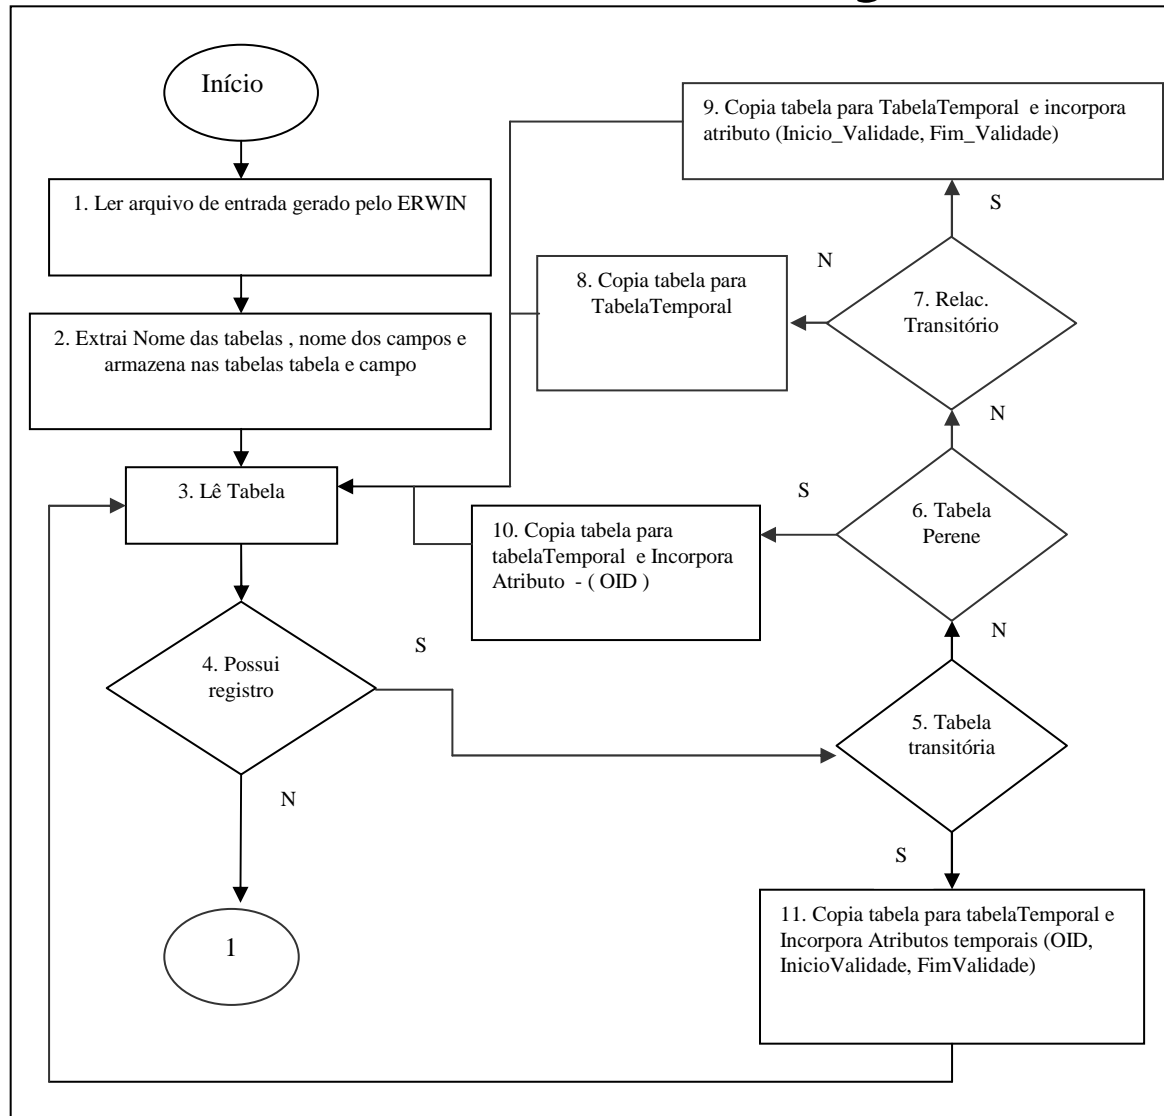 Início
1. Ler arquivo de entrada gerado pelo ERWIN
2. Extrai Nome das tabelas , nome dos campos e
armazena nas tabelas tabela e campo
3. Lê Tabela
4. Possui
registro
S
N
1
5. Tabela
transitória
N
S
6. Tabela
Perene
S
N
7. Relac.
Transitório
N
S
8. Copia tabela para
TabelaTemporal
9. Copia tabela para TabelaTemporal e incorpora
atributo (Inicio_Validade, Fim_Validade)
10. Copia tabela para
tabelaTemporal e Incorpora
Atributo - ( OID )
11. Copia tabela para tabelaTemporal e
Incorpora Atributos temporais (OID,
InicioValidade, FimValidade)